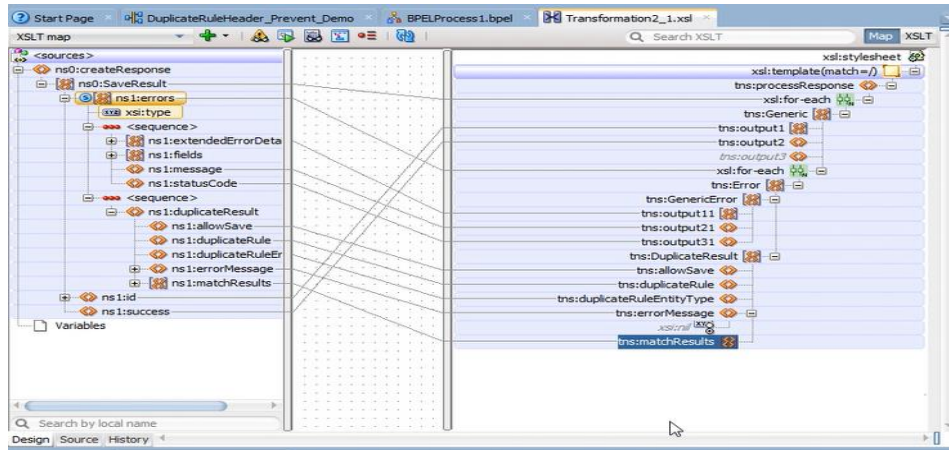 Start Page
DuplicateRuleHeader_Prevent_Demo
BPELProcess1.bpel
Transformation2_1.xsl
XSLT map
Search XSLT
Map
XSLT
<sources>
ns0:createResponse
ns0:SaveResult
ns1:errors
xsi:type
<sequence>
ns1:extendedErrorDeta
ns1:fields
ns1:message
ns1:statusCode
<sequence>
ns1:duplicateResult
ns1:allowSave
ns1:duplicateRule
ns1:duplicateRuleEr
ns1:errorMessage
ns1:matchResults
ns1:id
ns1:success
Variables
Search by local name
xsl:stylesheet
xsl:template(match=/)
tns:processResponse
xsl:for-each
tns:Generic
tns:output1
tns:output2
tns:output3
xsl:for-each
tns:Error
tns:GenericError
tns:output11
tns:output21
tns:output31
tns:DuplicateResult
tns:allowSave
tns:duplicateRule
tns:duplicateRuleEntityType
tns:errorMessage
xsi:nil
tns:matchResults
Design Source History